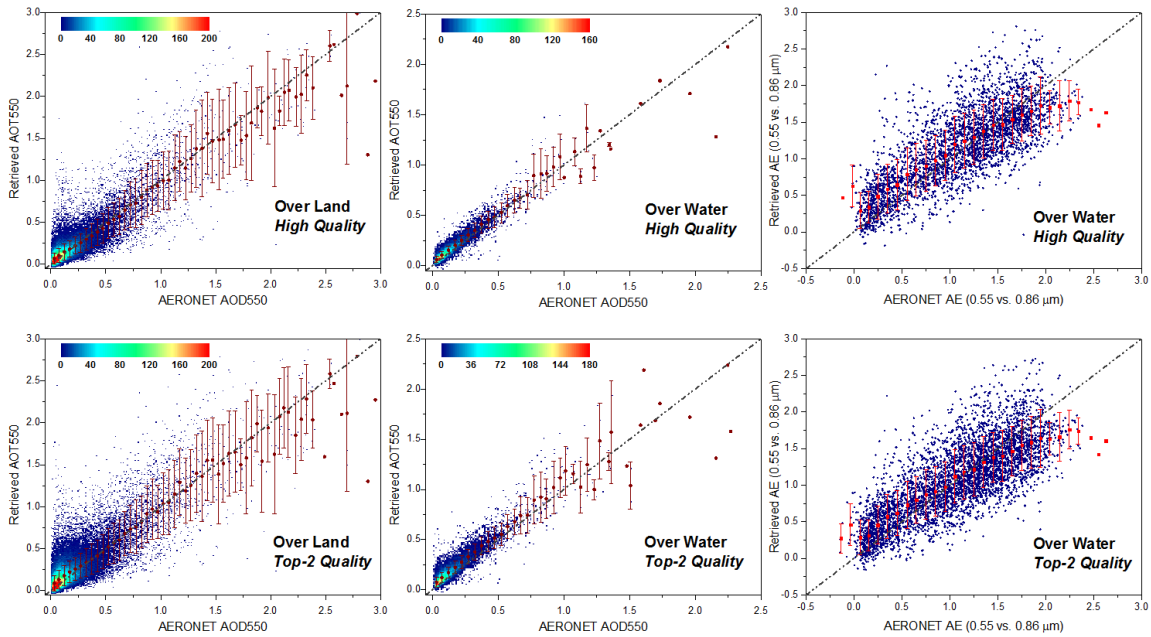 3.0
2.5
2.0
1.5
1.0
0.5
0.0
Retrieved AOT550
0 40 80 120 160 200
Over Land
High Quality
0.0 0.5 1.0 1.5 2.0 2.5 3.0
AERONET AOD550
2.5
2.0
1.5
1.0
0.5
0.0
Retrieved AOT550
0 40 80 120 160
Over Water
High Quality
0.0 0.5 1.0 1.5 2.0 2.5
AERONET AOD550
3.0
2.5
2.0
1.5
1.0
0.5
0.0
-0.5
Retrieved AE (0.55 vs. 0.86 µm)
Over Water
High Quality
-0.5 0.0 0.5 1.0 1.5 2.0 2.5 3.0
AERONET AE (0.55 vs. 0.86 µm)
3.0
2.5
2.0
1.5
1.0
0.5
0.0
Retrieved AOT550
0 40 80 120 160 200
Over Land
Top-2 Quality
0.0 0.5 1.0 1.5 2.0 2.5 3.0
AERONET AOD550
2.5
2.0
1.5
1.0
0.5
0.0
Retrieved AOT550
0 36 72 108 144 180
Over Water
Top-2 Quality
0.0 0.5 1.0 1.5 2.0 2.5
AERONET AOD550
3.0
2.5
2.0
1.5
1.0
0.5
0.0
-0.5
Retrieved AE (0.55 vs. 0.86 µm)
Over Water
Top-2 Quality
-0.5 0.0 0.5 1.0 1.5 2.0 2.5 3.0
AERONET AE (0.55 vs. 0.86 µm)